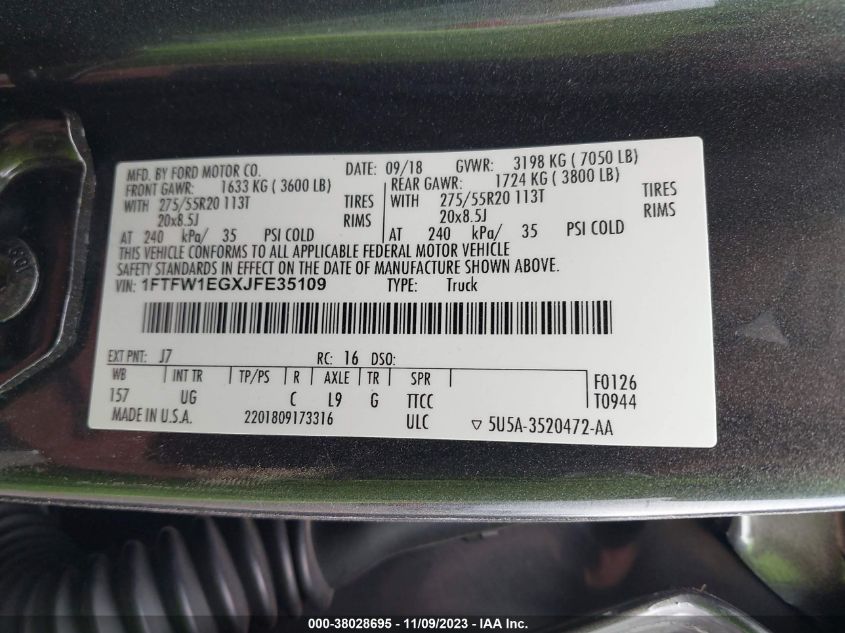 MFD. BY FORD MOTOR CO. DATE: 09/18 GVWR: 3198 KG ( 7050 LB)
FRONT GAWR: 1633 KG ( 3600 LB) REAR GAWR: 1724 KG ( 3800 LB)
WITH 275/55R20 113T TIRES WITH 275/55R20 113T TIRES
20x8.5J RIMS 20x8.5J RIMS
AT 240 kPa/ 35 PSI COLD AT 240 kPa/ 35 PSI COLD
THIS VEHICLE CONFORMS TO ALL APPLICABLE FEDERAL MOTOR VEHICLE
SAFETY STANDARDS IN EFFECT ON THE DATE OF MANUFACTURE SHOWN ABOVE.
VIN: 1FTFW1EGXJFE35109 TYPE: Truck
EXT PNT: J7 RC: 16 DSO:
WB INT TR TP/PS R AXLE TR SPR
157 UG C L9 G TTCC F0126
T0944
MADE IN U.S.A. 2201809173316 ULC ▽ 5U5A-3520472-AA
000-38028695 - 11/09/2023 - IAA Inc.